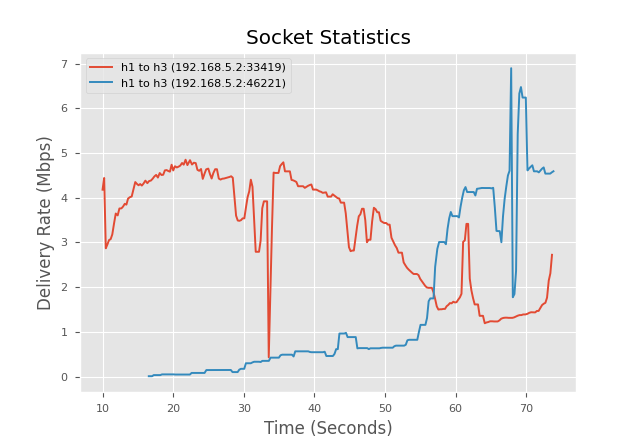 Socket Statistics
h1 to h3 (192.168.5.2:33419)
h1 to h3 (192.168.5.2:46221)
Delivery Rate (Mbps)
7
6
5
4
3
2
1
0
10 20 30 40 50 60 70
Time (Seconds)